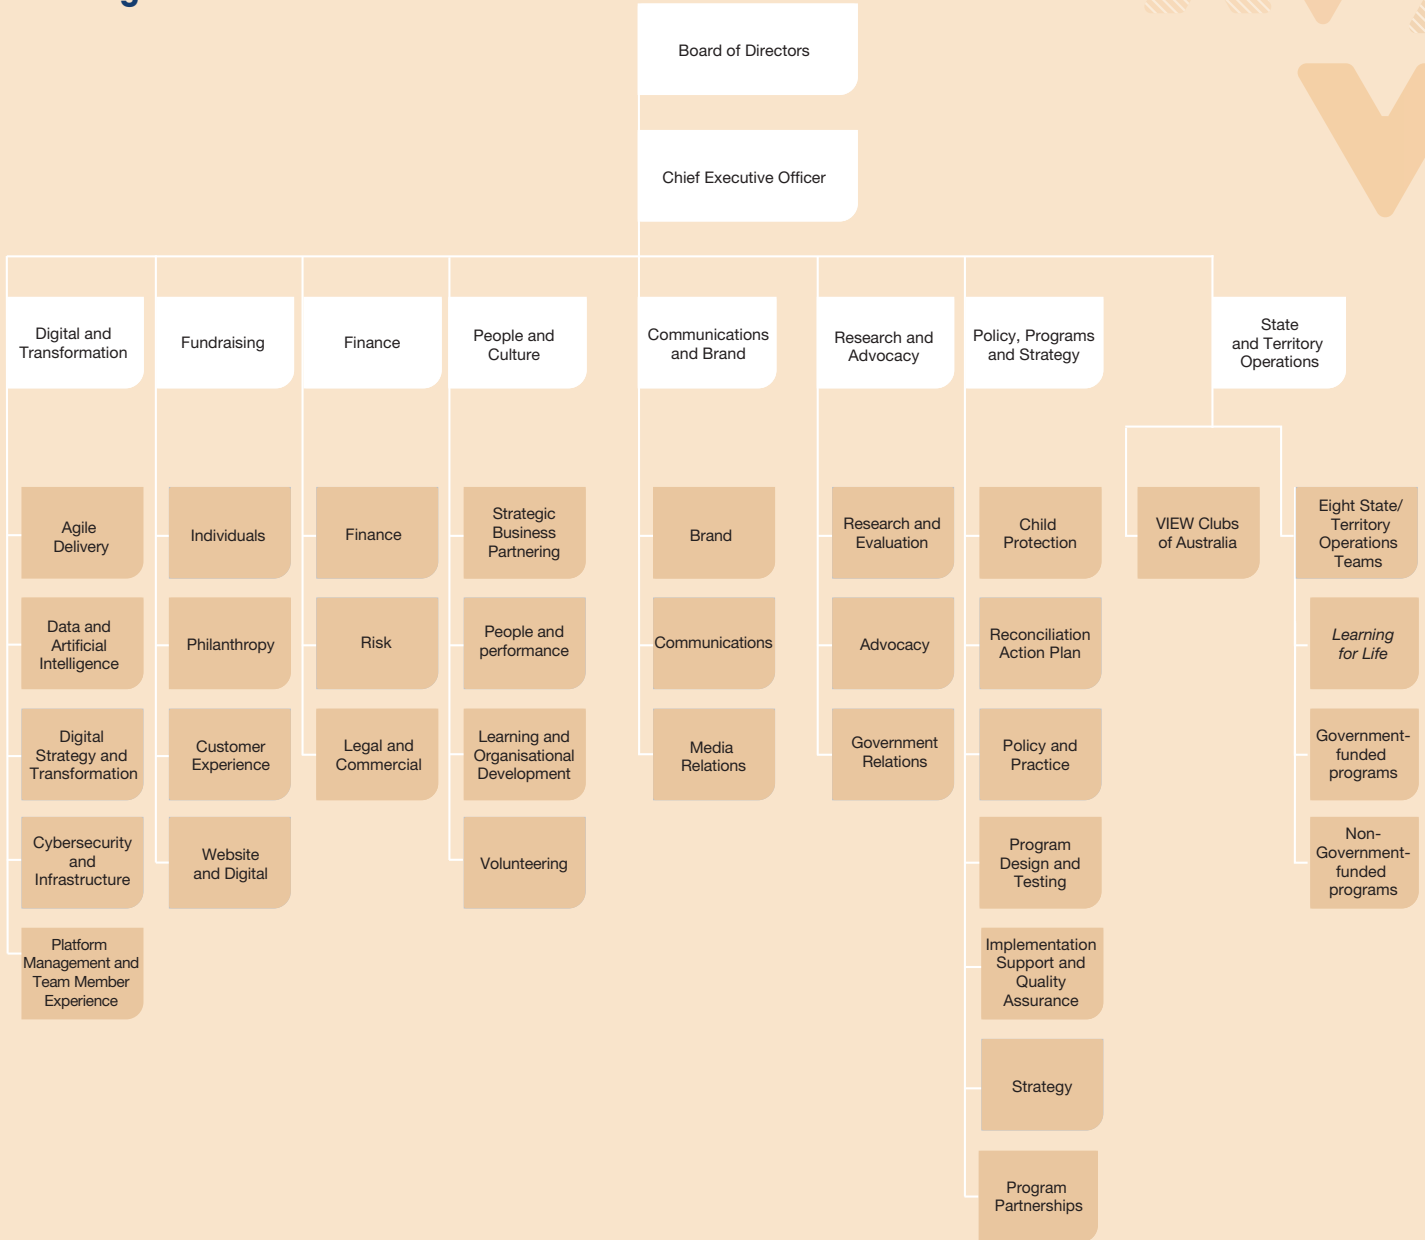 Board of Directors
Chief Executive Officer
Digital and
Transformation
Fundraising
Finance
People and
Culture
Communications
and Brand
Research and
Advocacy
Policy, Programs
and Strategy
State
and Territory
Operations
Agile
Delivery
Data and
Artificial
Intelligence
Digital
Strategy and
Transformation
Cybersecurity
and
Infrastructure
Platform
Management and
Team Member
Experience
Individuals
Philanthropy
Customer
Experience
Website
and Digital
Finance
Risk
Legal and
Commercial
Strategic
Business
Partnering
People and
performance
Learning and
Organisational
Development
Volunteering
Brand
Communications
Media
Relations
Research and
Evaluation
Advocacy
Government
Relations
Child
Protection
Reconciliation
Action Plan
Policy and
Practice
Program
Design and
Testing
Implementation
Support and
Quality
Assurance
Strategy
Program
Partnerships
VIEW Clubs
of Australia
Eight State/
Territory
Operations
Teams
Learning
for Life
Government-
funded
programs
Non-
Government-
funded
programs